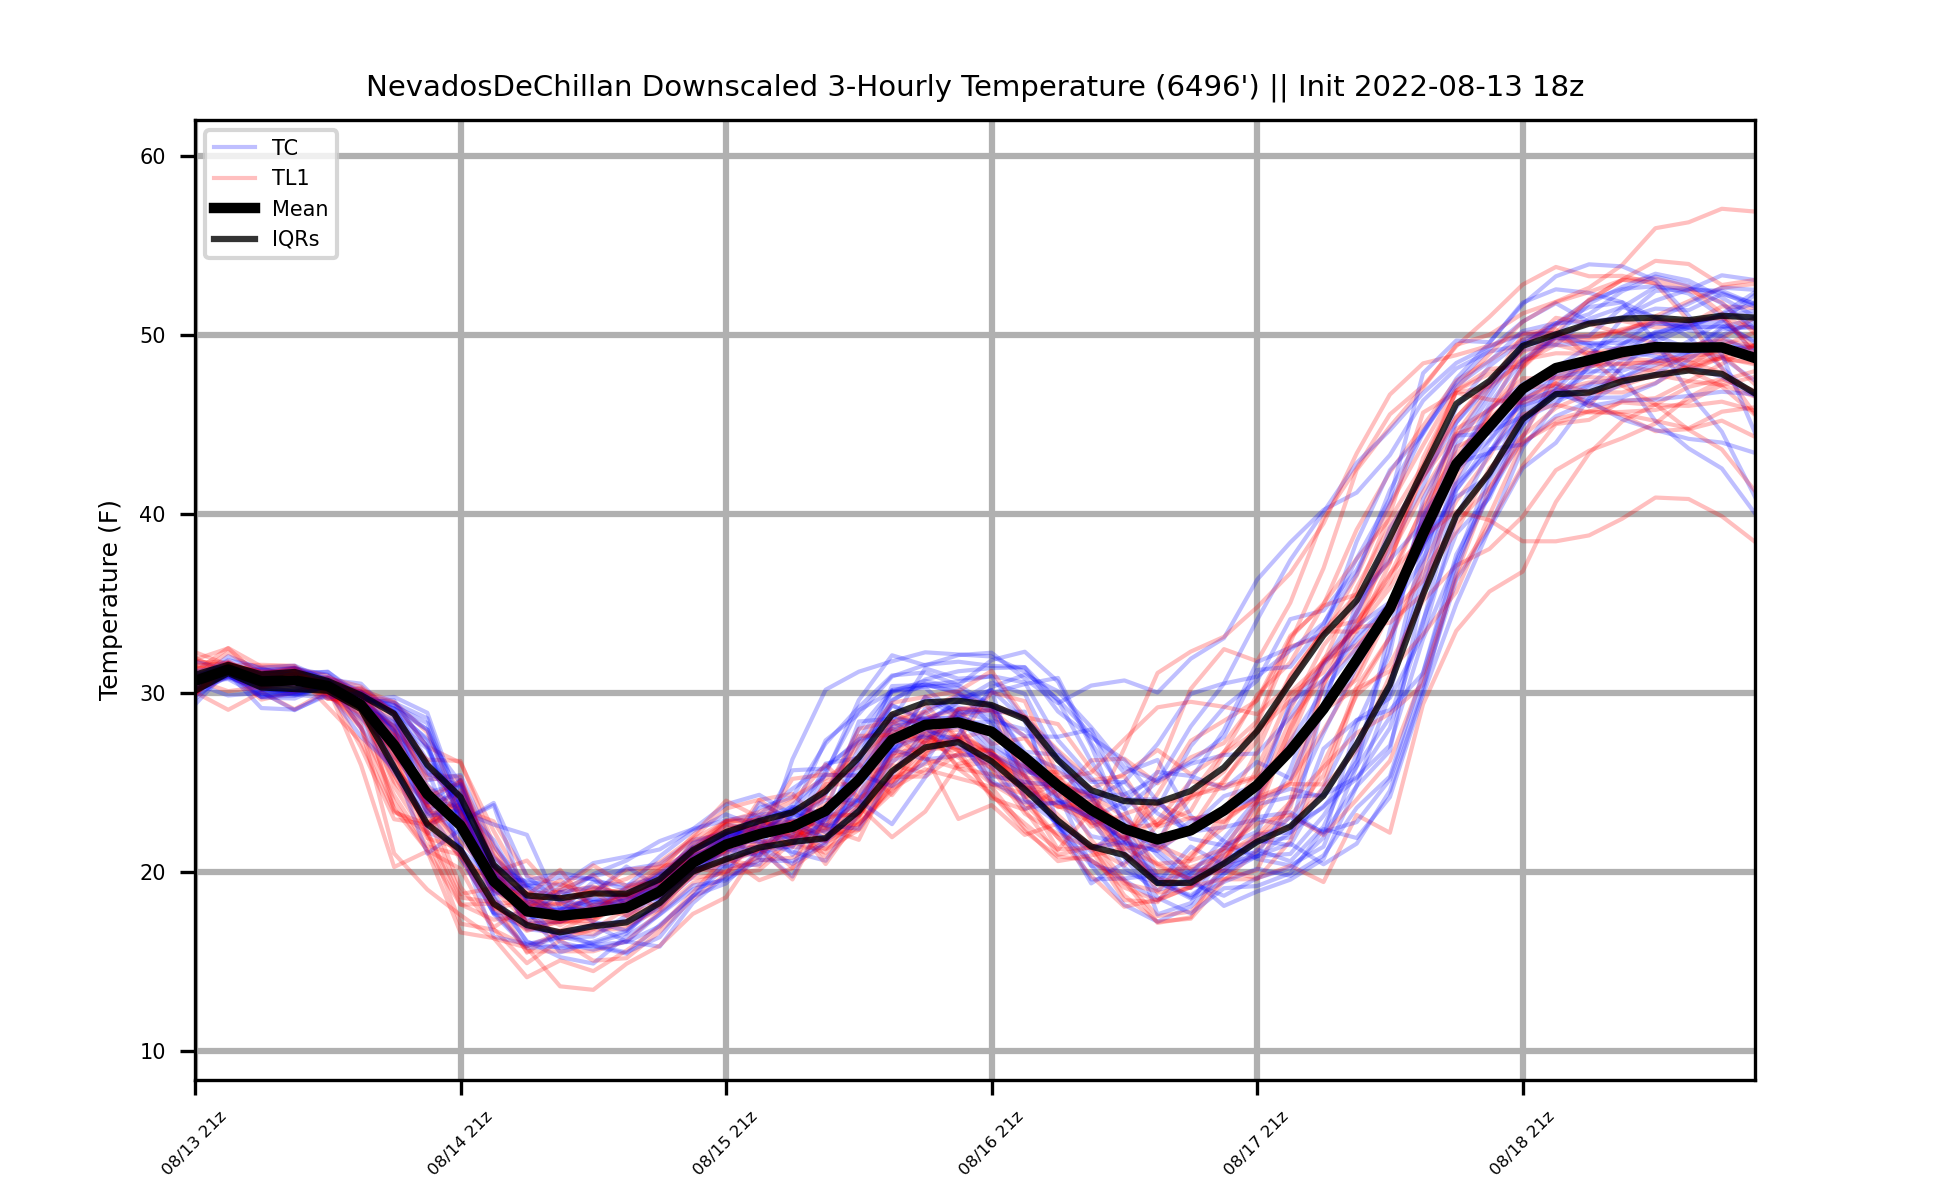 NevadosDeChillan Downscaled 3-Hourly Temperature (6496') || Init 2022-08-13 18z
TC
TL1
Mean
IQRs
60
50
40
30
20
10
Temperature (F)
08/13 21z
08/14 21z
08/15 21z
08/16 21z
08/17 21z
08/18 21z